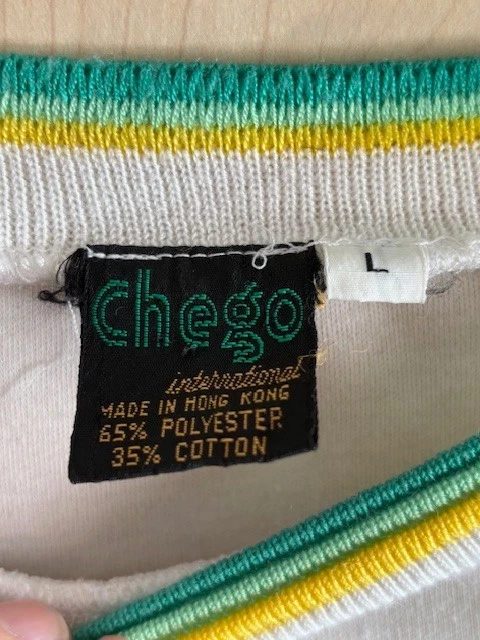 Chego
L
international
MADE IN HONG KONG
65% POLYESTER
35% COTTON